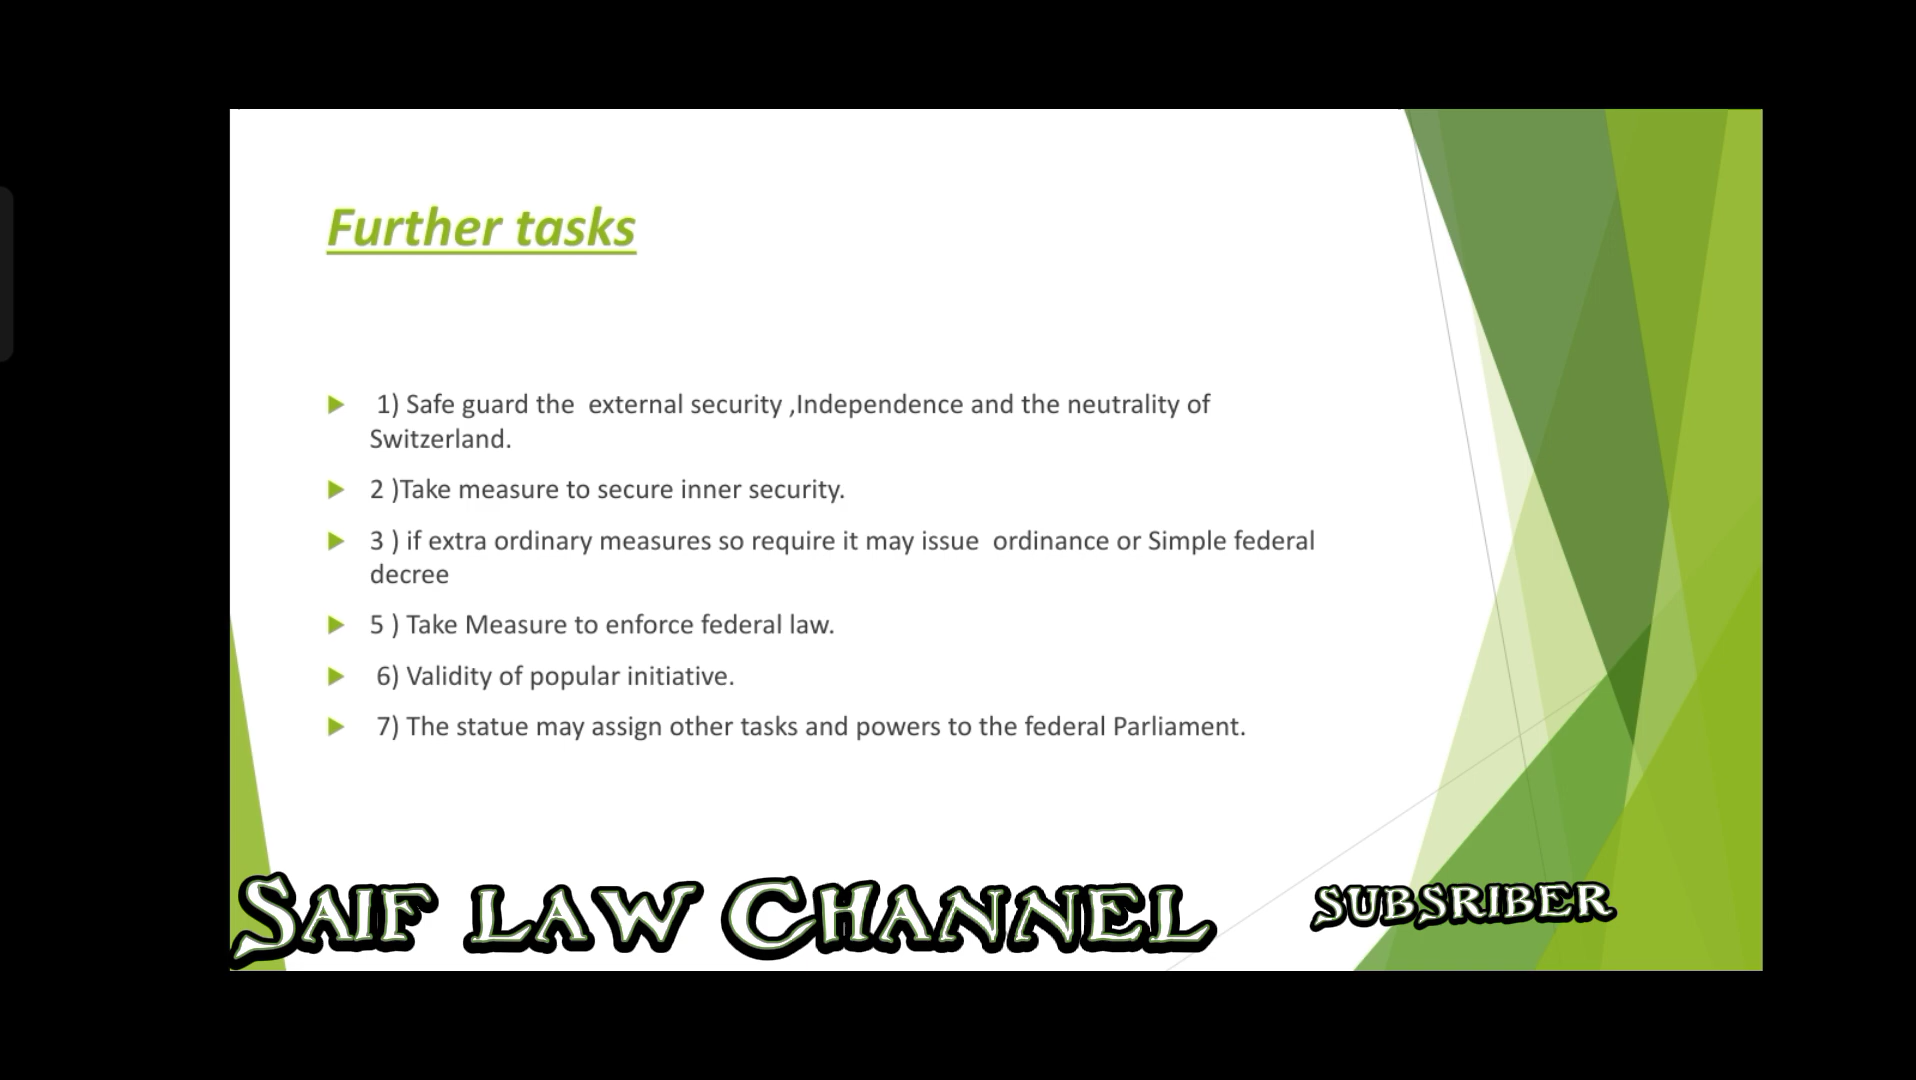 Further tasks
1) Safe guard the  external security ,Independence and the neutrality of
Switzerland.
2 )Take measure to secure inner security.
3 ) if extra ordinary measures so require it may issue  ordinance or Simple federal
decree
5 ) Take Measure to enforce federal law.
6) Validity of popular initiative.
7) The statue may assign other tasks and powers to the federal Parliament.
SAIF LAW CHANNEL
SUBSRIBER